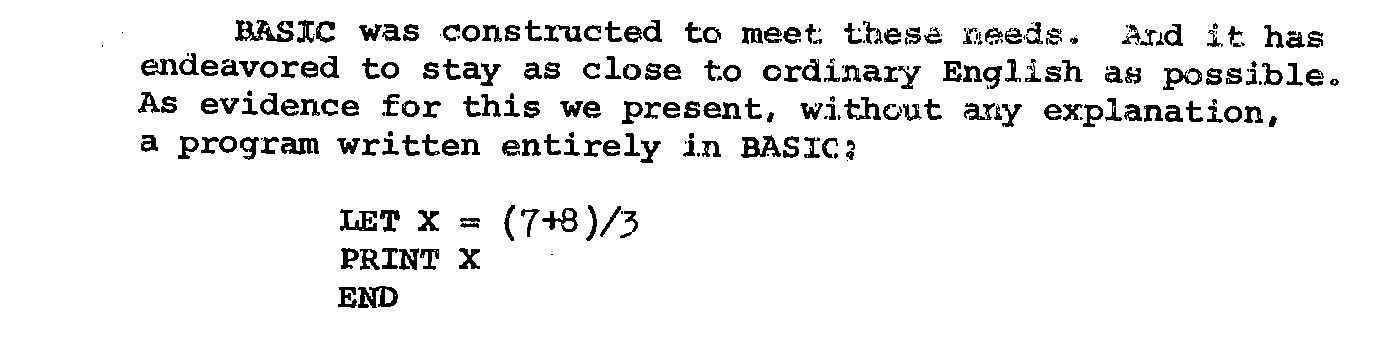 BASIC was constructed to meet these needs. And it has
endeavored to stay as close to ordinary English as possible.
As evidence for this we present, without any explanation,
a program written entirely in BASIC:
LET X = (7+8)/3
PRINT X
END